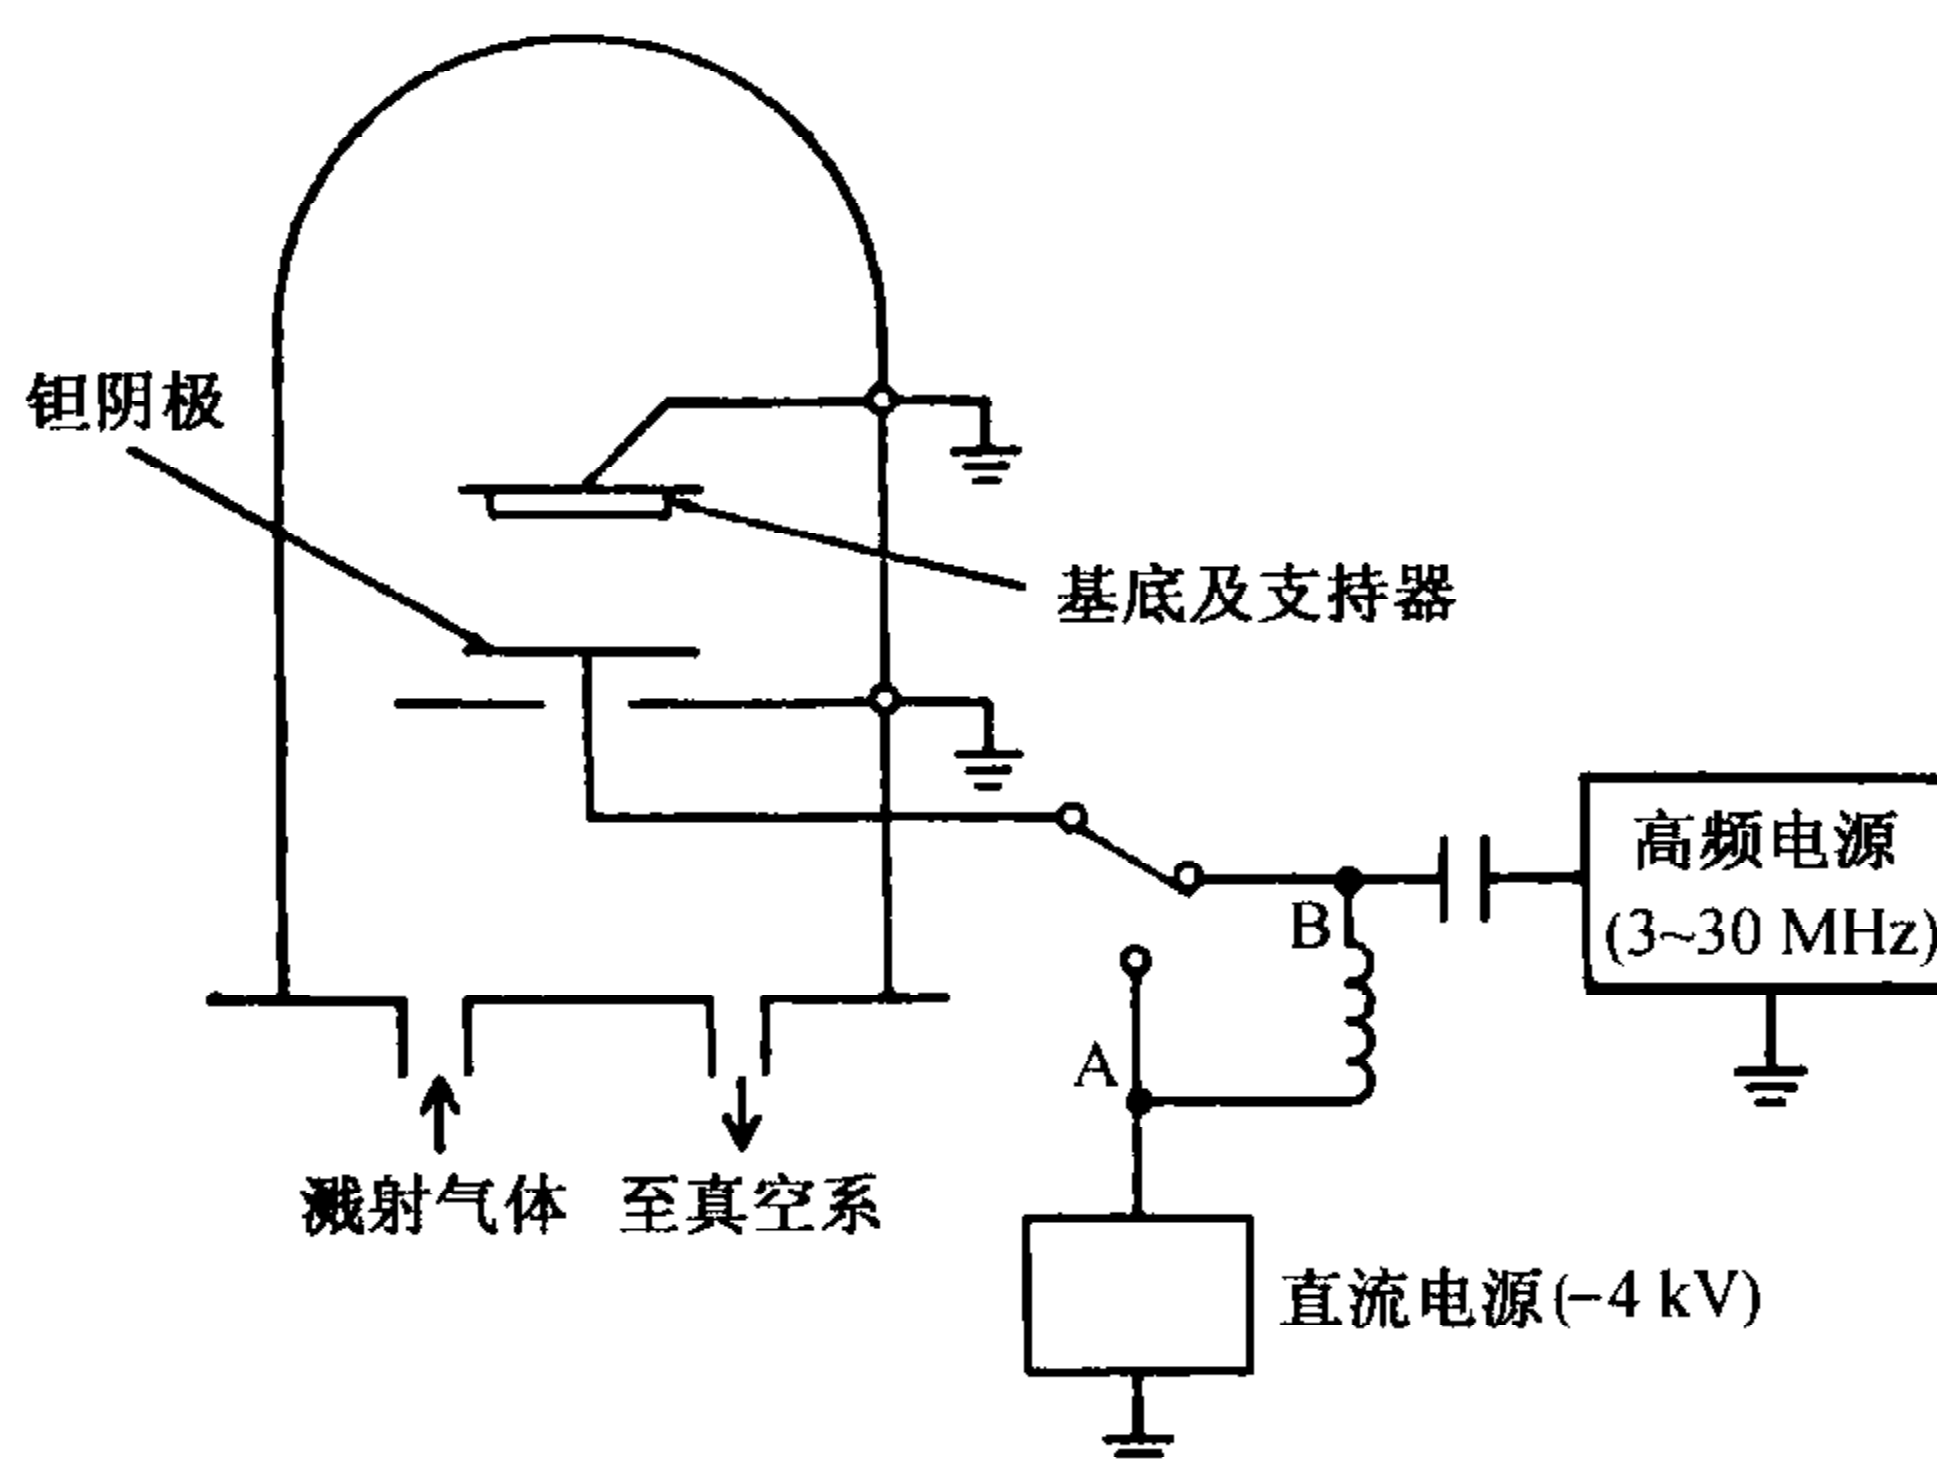 钽阴极
基底及支持器
高频电源
(3~30 MHz)
B
A
溅射气体
至真空系
直流电源(-4 kV)